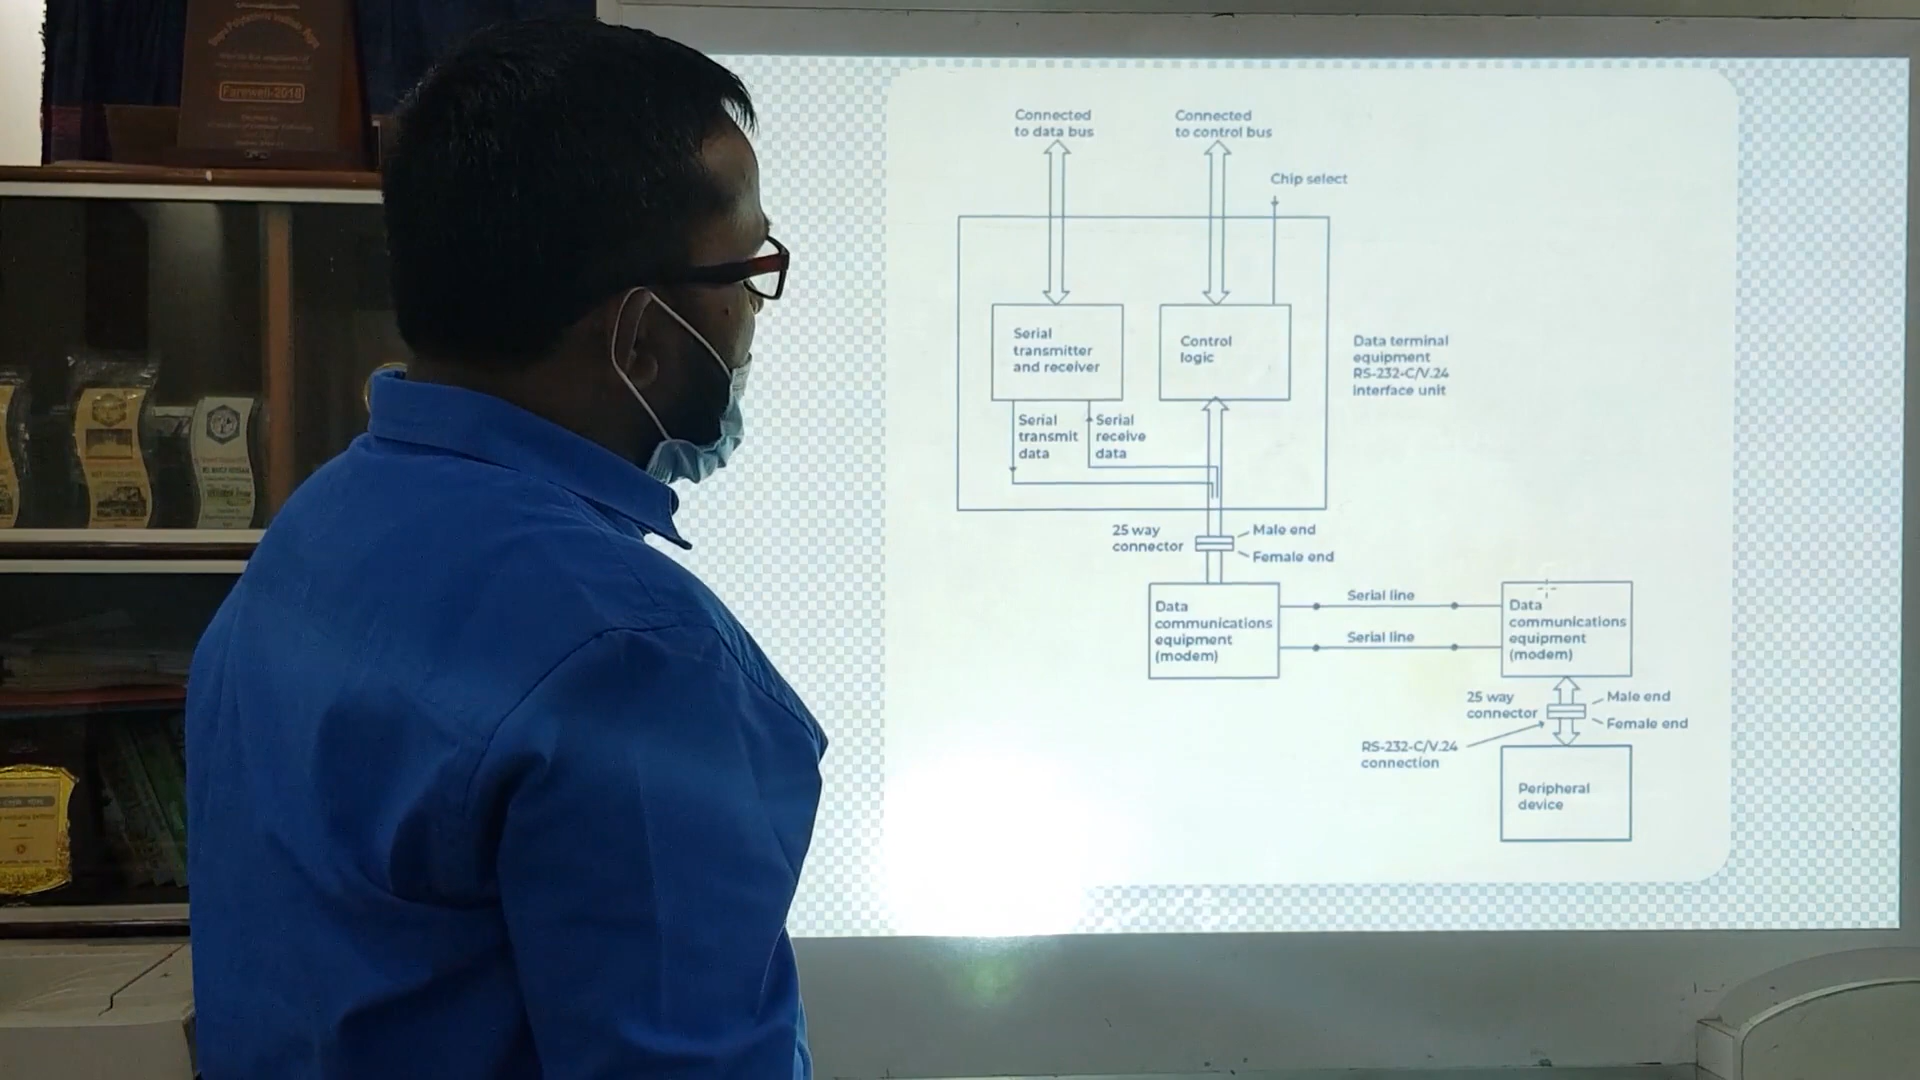 Farewell-2018
Connected
to data bus
Connected
to control bus
Chip select
Serial
transmitter
and receiver
Control
logic
Data terminal
equipment
RS-232-C/V.24
interface unit
Serial
transmit
data
Serial
receive
data
25 way
connector
Male end
Female end
Data
communications
equipment
(modem)
Serial line
Serial line
Data
communications
equipment
(modem)
25 way
connector
Male end
Female end
RS-232-C/V.24
connection
Peripheral
device